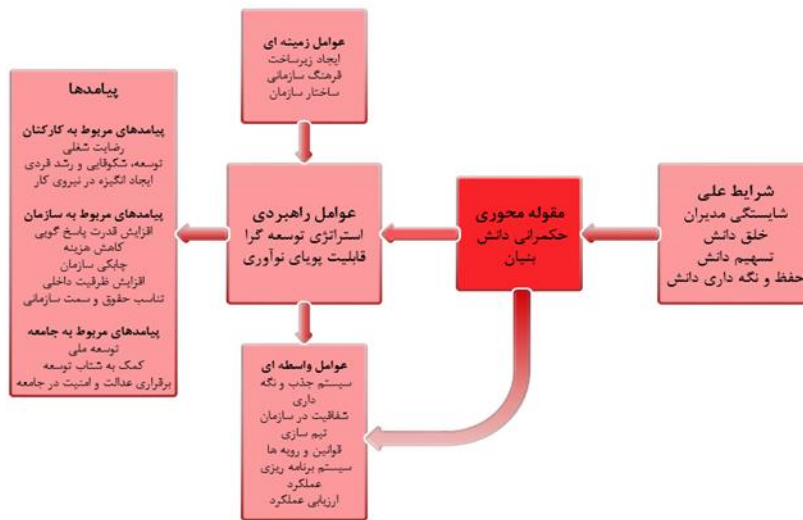 عوامل زمینه ای
ایجاد زیرساخت
فرهنگ سازمانی
ساختار سازمان
شرایط علی
شایستگی مدیران
خلق دانش
تسهیم دانش
حفظ و نگه داری دانش
مقوله محوری
حکمرانی دانش
بنیان
عوامل راهبردی
استراتژی توسعه گرا
قابلیت پویای نوآوری
عوامل واسطه ای
سیستم جذب و نگه
داری
شفاقیت در سازمان
تیم سازی
قوانین و رویه ها
سیستم برنامه ریزی
عملکرد
ارزیابی عملکرد
پیامدها
پیامدهای مربوط به کارکنان
رضایت شغلی
توسعه، شکوفایی و رشد فردی
ایجاد انگیزه در نیروی کار
پیامدهای مربوط به سازمان
افزایش قدرت پاسخ گویی
کاهش هزینه
چابکی سازمان
افزایش ظرفیت داخلی
تناسب حقوق و سمت سازمانی
پیامدهای مربوط به جامعه
توسعه ملی
کمک به شتاب توسعه
برقراری عدالت و امنیت در جامعه